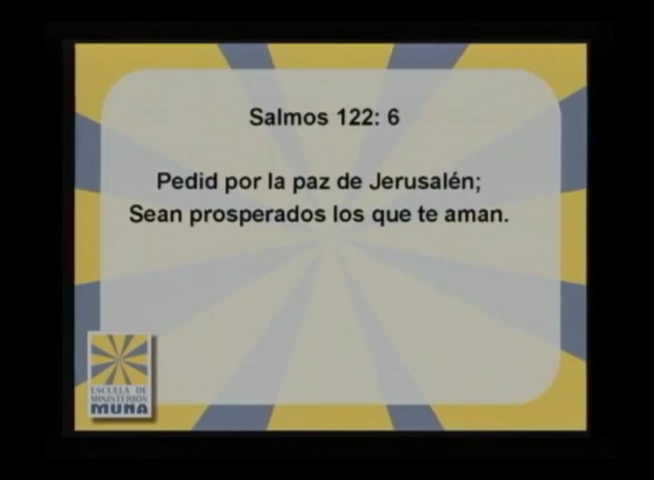 Salmos 122: 6
Pedid por la paz de Jerusalén;
Sean prosperados los que te aman.
ESCUELA DE
MINISTERIOS
MUNA